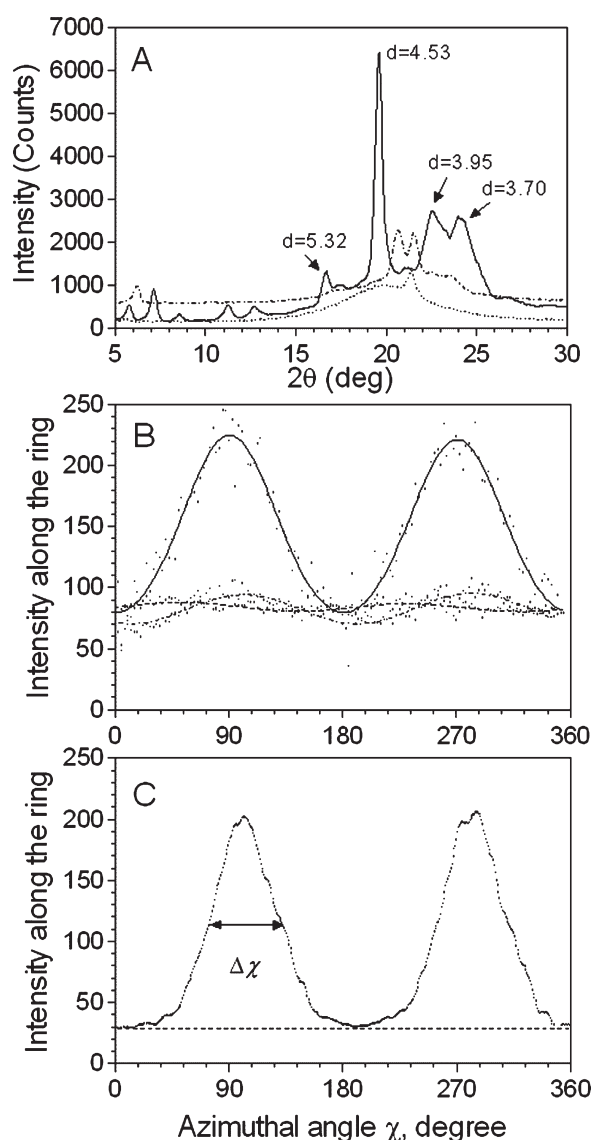 A
7000
6000
5000
4000
3000
2000
1000
0
Intensity (Counts)
d=4.53
d=3.95
d=3.70
d=5.32
5 10 15 20 25 30
2θ (deg)
B
250
200
150
100
50
0
Intensity along the ring
0 90 180 270 360
C
250
200
150
100
50
0
Intensity along the ring
Δχ
0 90 180 270 360
Azimuthal angle χ, degree